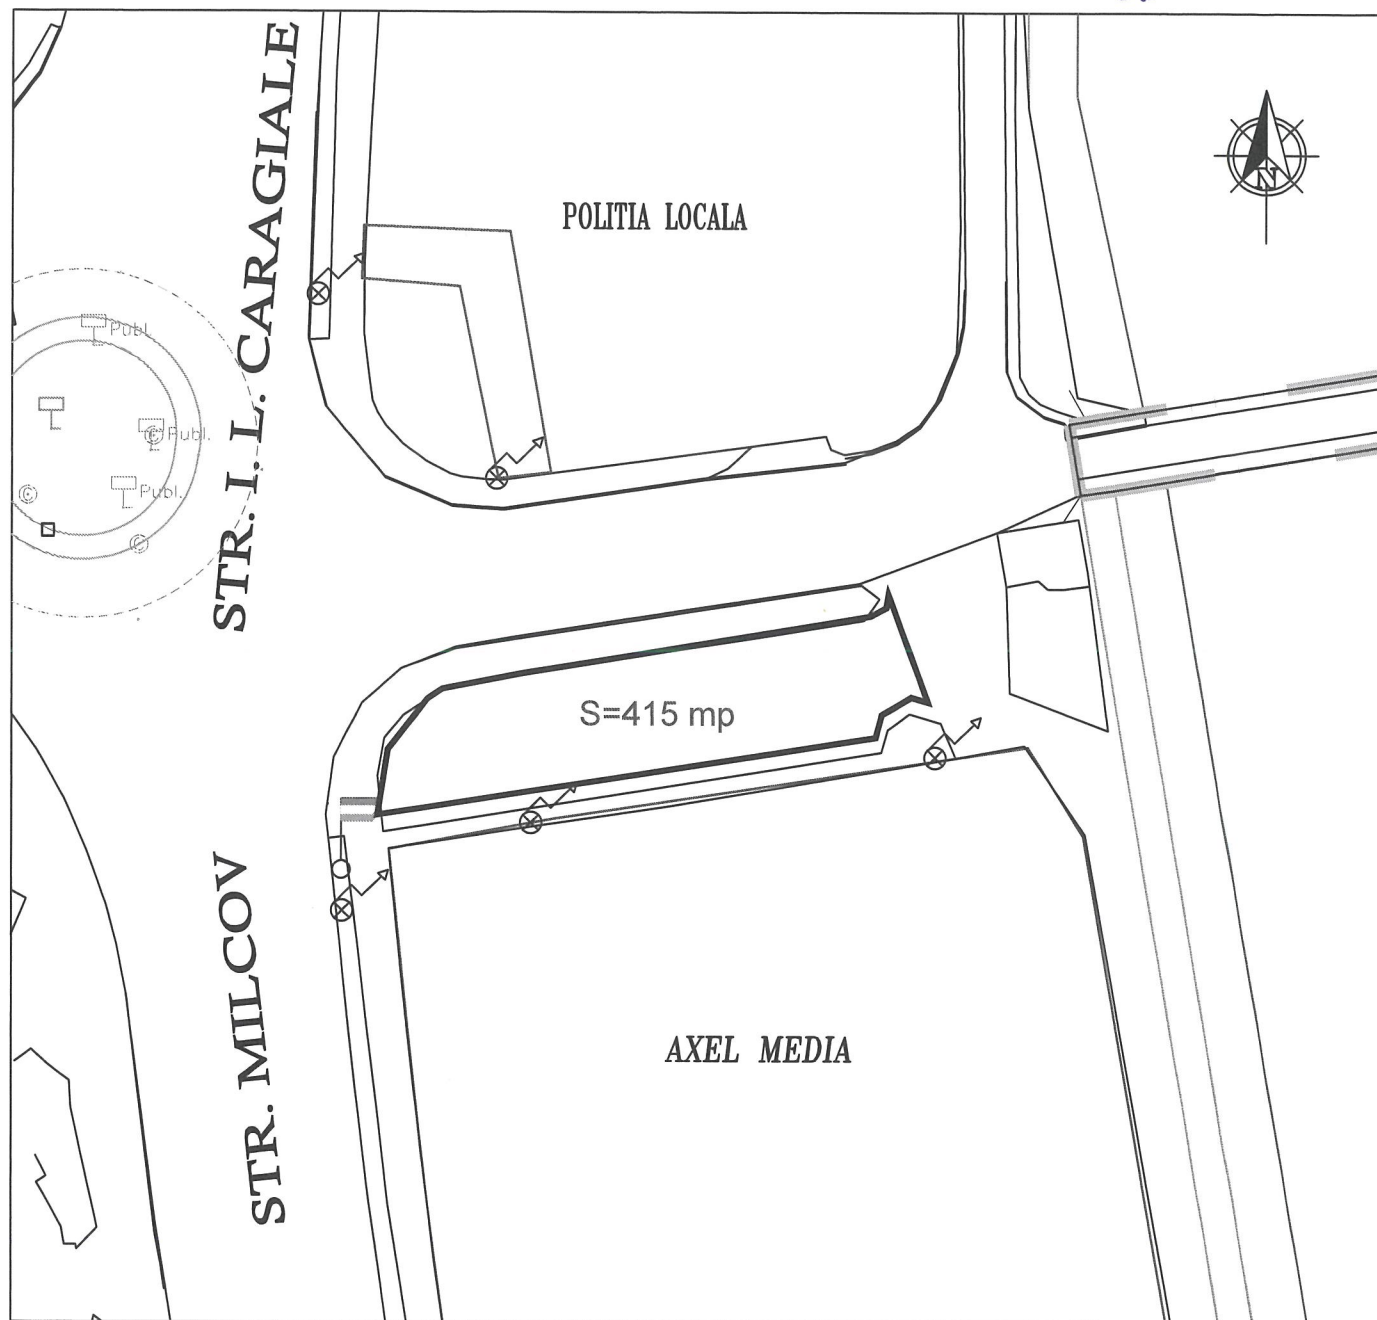 STR. I. L. CARAGIALE
POLITIA LOCALA
N
Publ.
Publ.
Publ.
S=415 mp
STR. MILCOV
AXEL MEDIA